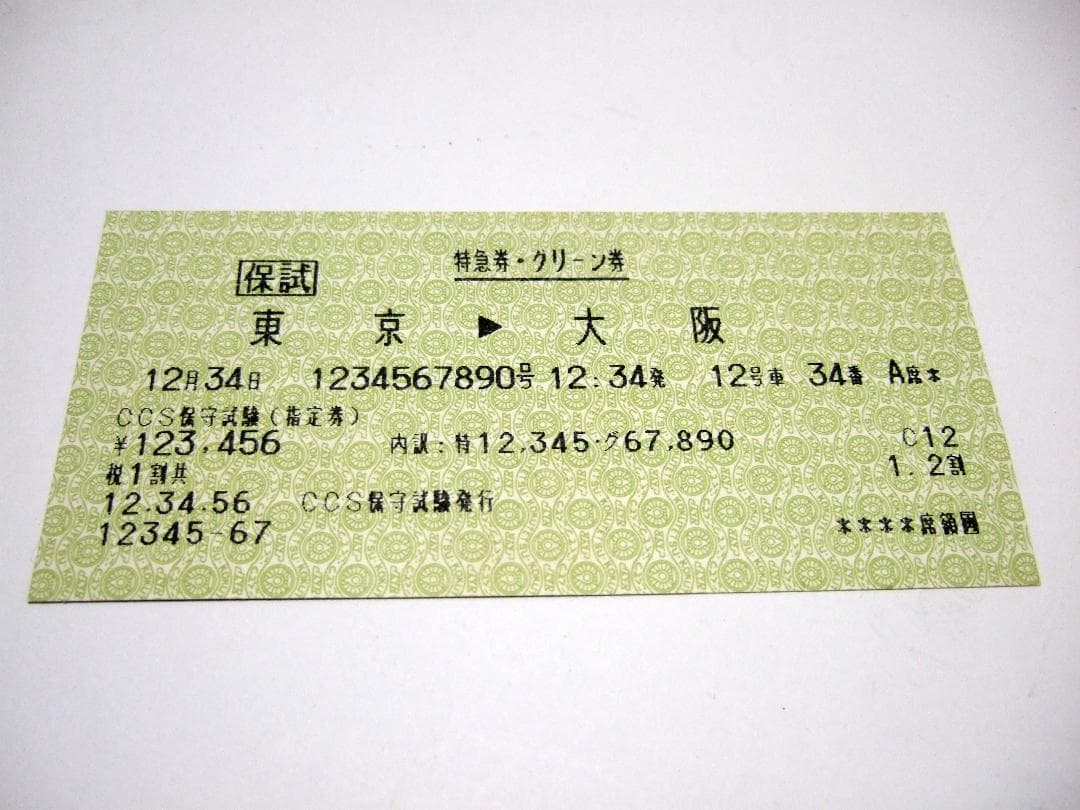 特急券・グリーン券
保試
東京▶大阪
12月34日 1234567890号 12:34発 12号車 34番 A席*
CCS保守試験(指定券)
¥123,456 内訳:特12,345・グ67,890 C12
税1割共 1.2割
12.34.56 CCS保守試験発行
12345-67 ****席領